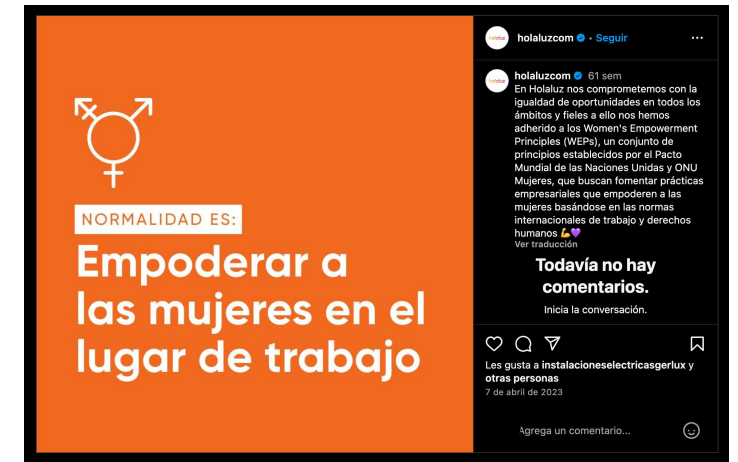 NORMALIDAD ES:
Empoderar a
las mujeres en el
lugar de trabajo
holaluzcom • Seguir
holaluzcom 61 sem
En Holaluz nos comprometemos con la
igualdad de oportunidades en todos los
ámbitos y fieles a ello nos hemos
adherido a los Women's Empowerment
Principles (WEPs), un conjunto de
principios establecidos por el Pacto
Mundial de las Naciones Unidas y ONU
Mujeres, que buscan fomentar prácticas
empresariales que empoderen a las
mujeres basándose en las normas
internacionales de trabajo y derechos
humanos 💪💜
Ver traducción
Todavía no hay
comentarios.
Inicia la conversación.
Les gusta a instalacioneselectricasgerlux y
otras personas
7 de abril de 2023
Agrega un comentario...